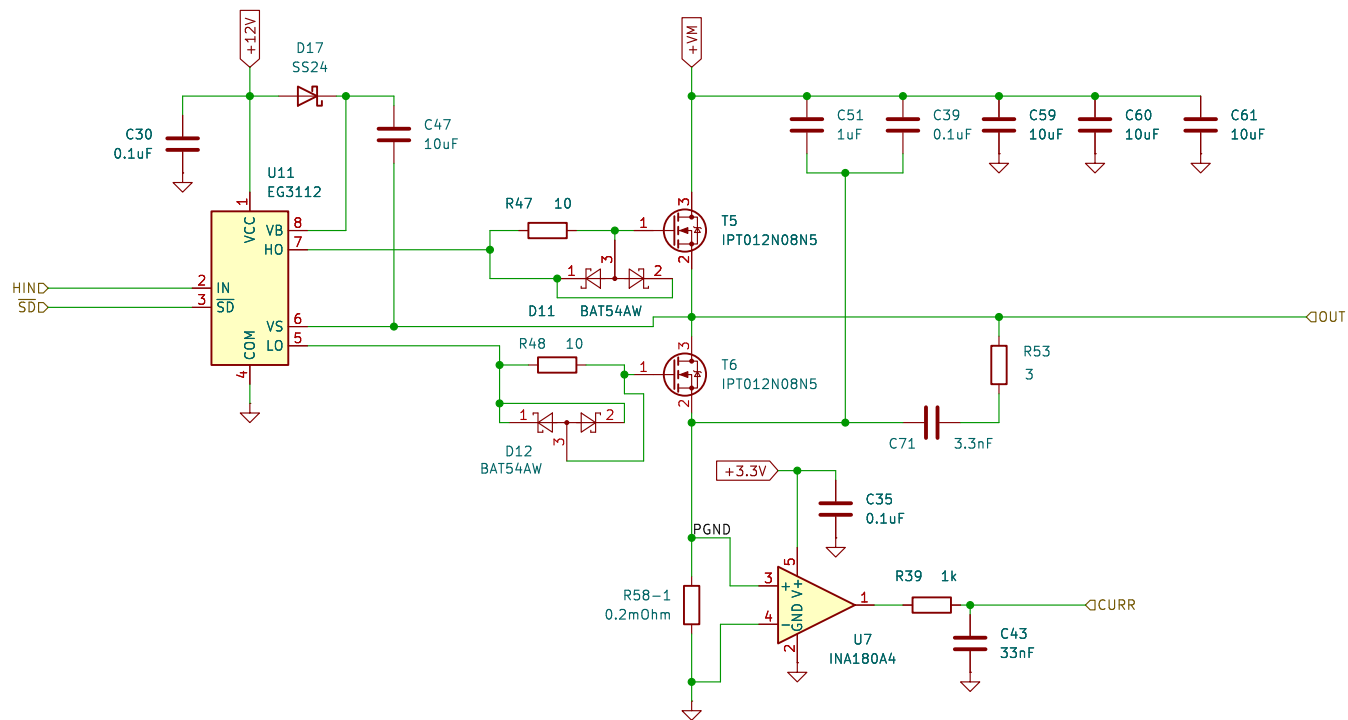 +12V
+VM
D17
SS24
C30
0.1uF
C47
10uF
C51
1uF
C39
0.1uF
C59
10uF
C60
10uF
C61
10uF
U11
EG3112
1
VCC
VB
8
HO
7
HIN
2
IN
SD
3
SD
VS
6
LO
5
COM
4
R47 10
1
3
2
T5
IPT012N08N5
1
3
2
D11 BAT54AW
OUT
R48 10
1
3
2
T6
IPT012N08N5
1
3
2
D12
BAT54AW
R53
3
C71 3.3nF
+3.3V
C35
0.1uF
PGND
R58-1
0.2mOhm
3
+
4
-
5
V+
GND
2
1
U7
INA180A4
R39 1k
CURR
C43
33nF